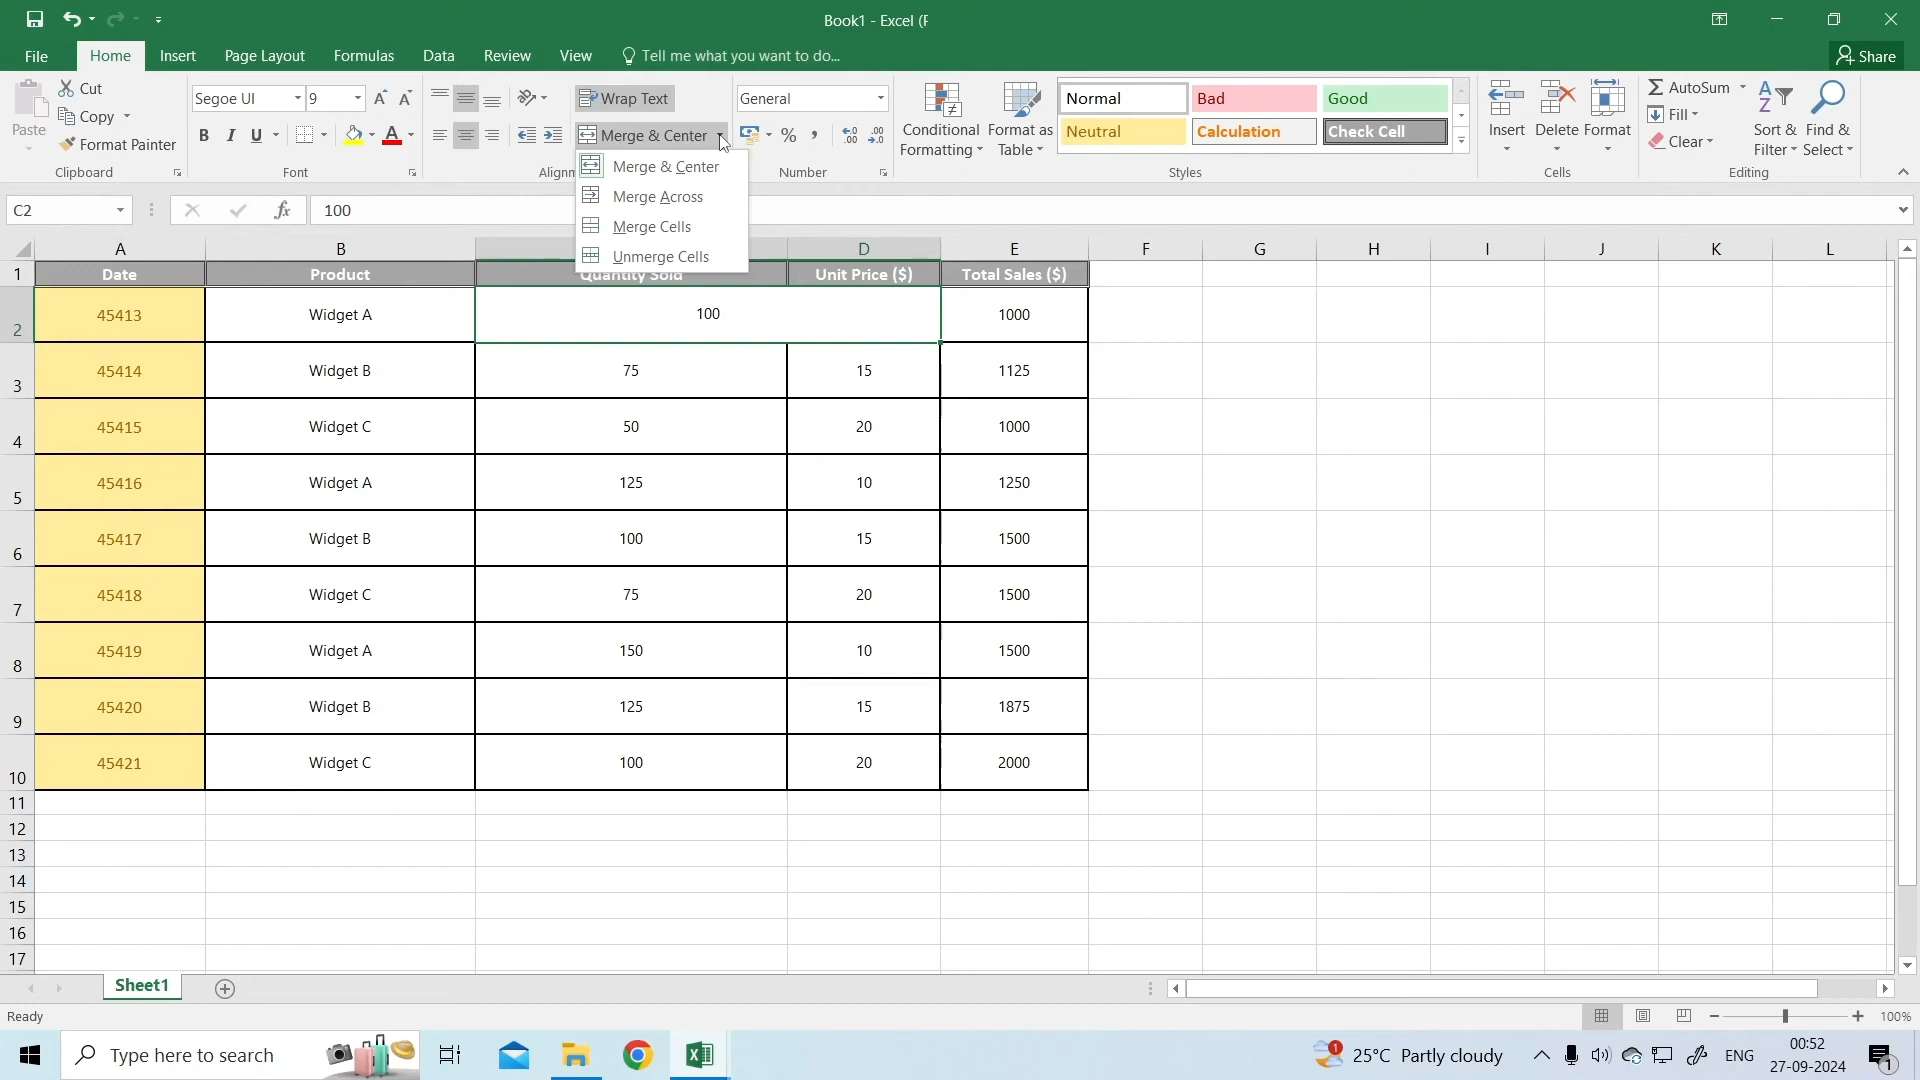 Book1 - Excel (F
File Home Insert Page Layout Formulas Data Review View Tell me what you want to do... Share
Paste Cut Copy Format Painter
Clipboard
Segoe UI 9
B I U A
Font
Wrap Text
Merge & Center
Alignn
Merge & Center
Merge Across
Merge Cells
Unmerge Cells
General
% ,
Number
Conditional Formatting Format as Table
Normal Bad Good
Neutral Calculation Check Cell
Styles
Insert Delete Format
Cells
AutoSum
Fill
Clear
Sort & Filter Find & Select
Editing
C2 fx 100
A B D E F G H I J K L
1 Date Product Quantity Sold Unit Price ($) Total Sales ($)
2 45413 Widget A 100 1000
3 45414 Widget B 75 15 1125
4 45415 Widget C 50 20 1000
5 45416 Widget A 125 10 1250
6 45417 Widget B 100 15 1500
7 45418 Widget C 75 20 1500
8 45419 Widget A 150 10 1500
9 45420 Widget B 125 15 1875
10 45421 Widget C 100 20 2000
11
12
13
14
15
16
17
Sheet1
Ready 100%
Type here to search 1 25°C Partly cloudy ENG 00:52
27-09-2024 1